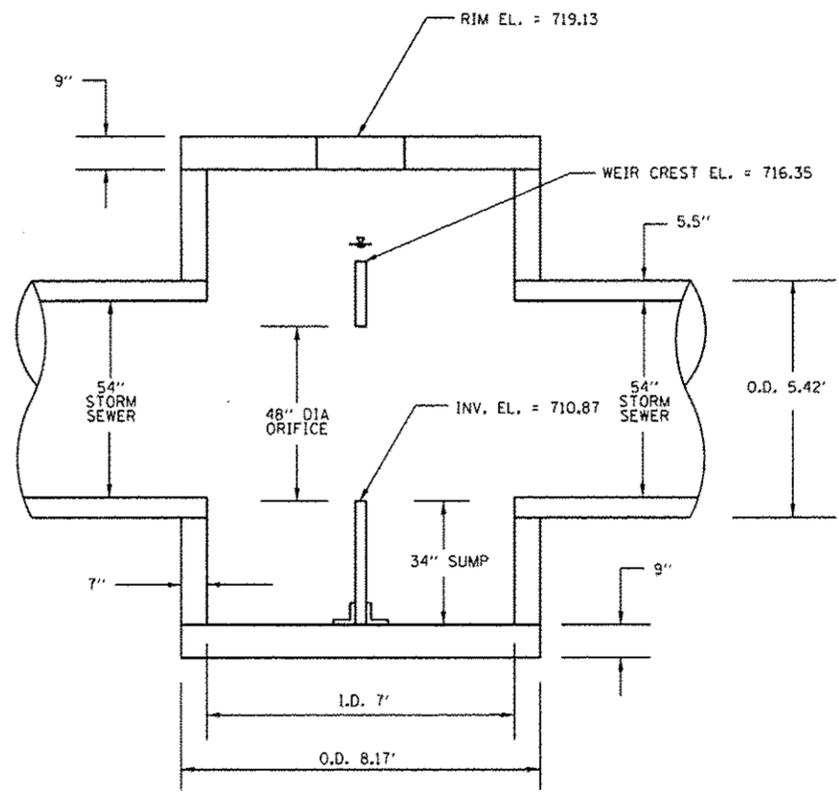 RIM EL. = 719.13
9"
WEIR CREST EL. = 716.35
5.5"
54"
STORM
SEWER
48" DIA
ORIFICE
INV. EL. = 710.87
54"
STORM
SEWER
O.D. 5.42'
34" SUMP
7"
9"
I.D. 7'
O.D. 8.17'